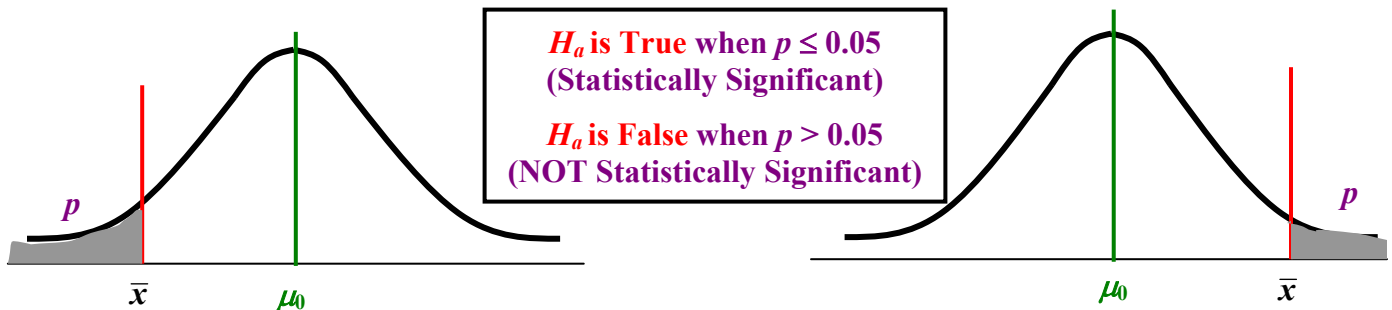 Hₐ is True when p ≤ 0.05
(Statistically Significant)
Hₐ is False when p > 0.05
(NOT Statistically Significant)
p
p
x̄
μ₀
μ₀
x̄